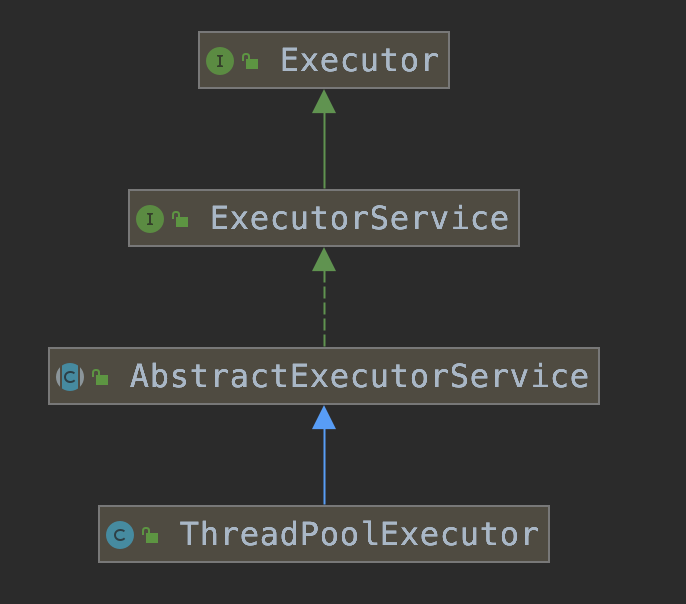 I Executor
I ExecutorService
C AbstractExecutorService
C ThreadPoolExecutor